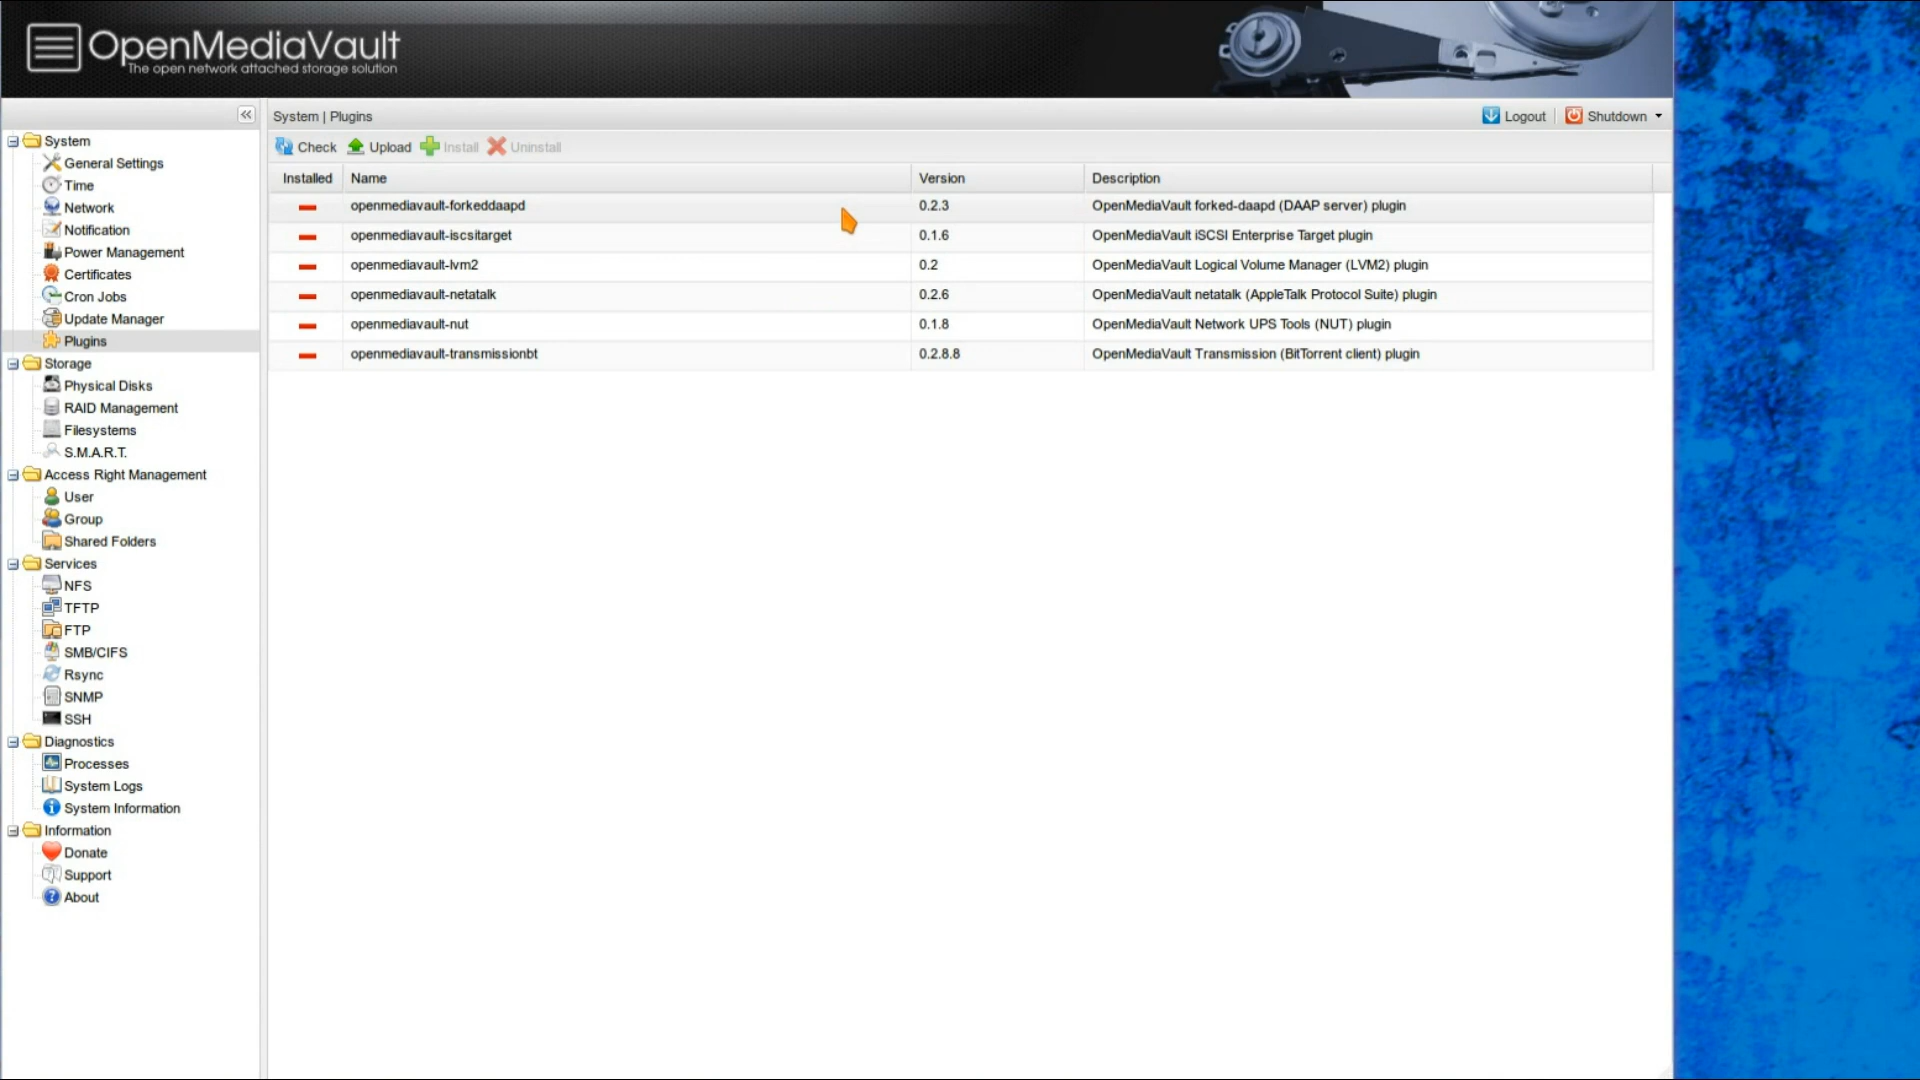 OpenMediaVault
The open network attached storage solution
System | Plugins
Logout
Shutdown
Check
Upload
Install
Uninstall
System
General Settings
Time
Network
Notification
Power Management
Certificates
Cron Jobs
Update Manager
Plugins
Storage
Physical Disks
RAID Management
Filesystems
S.M.A.R.T.
Access Right Management
User
Group
Shared Folders
Services
NFS
TFTP
FTP
SMB/CIFS
Rsync
SNMP
SSH
Diagnostics
Processes
System Logs
System Information
Information
Donate
Support
About
Installed Name Version Description
openmediavault-forkeddaapd 0.2.3 OpenMediaVault forked-daapd (DAAP server) plugin
openmediavault-iscsitarget 0.1.6 OpenMediaVault iSCSI Enterprise Target plugin
openmediavault-lvm2 0.2 OpenMediaVault Logical Volume Manager (LVM2) plugin
openmediavault-netatalk 0.2.6 OpenMediaVault netatalk (AppleTalk Protocol Suite) plugin
openmediavault-nut 0.1.8 OpenMediaVault Network UPS Tools (NUT) plugin
openmediavault-transmissionbt 0.2.8.8 OpenMediaVault Transmission (BitTorrent client) plugin